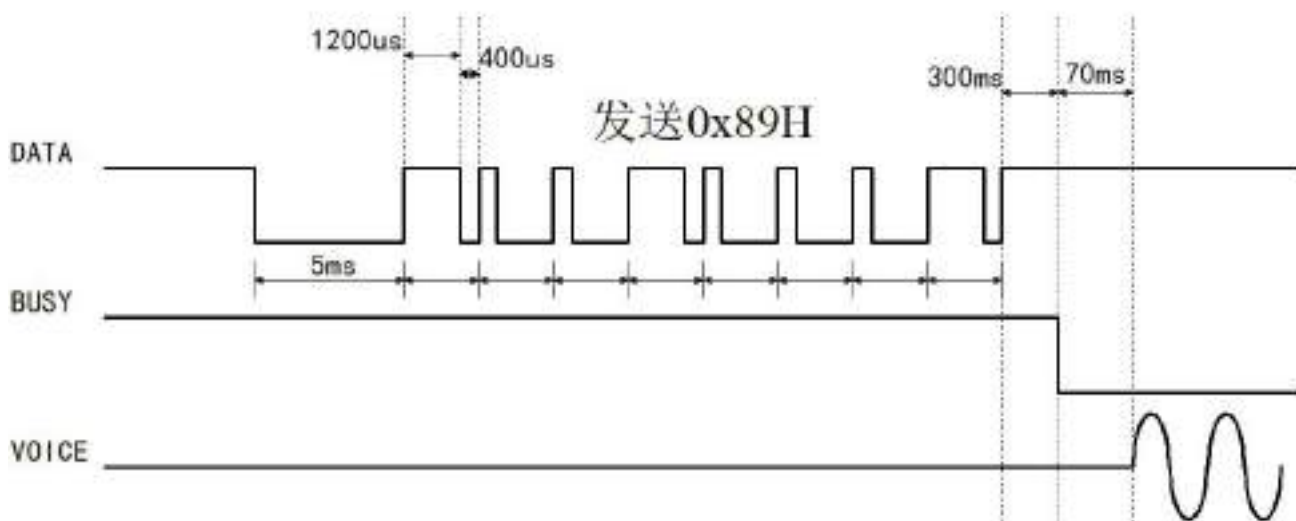 1200us
400us
300ms
70ms
发送0x89H
DATA
5ms
BUSY
VOICE